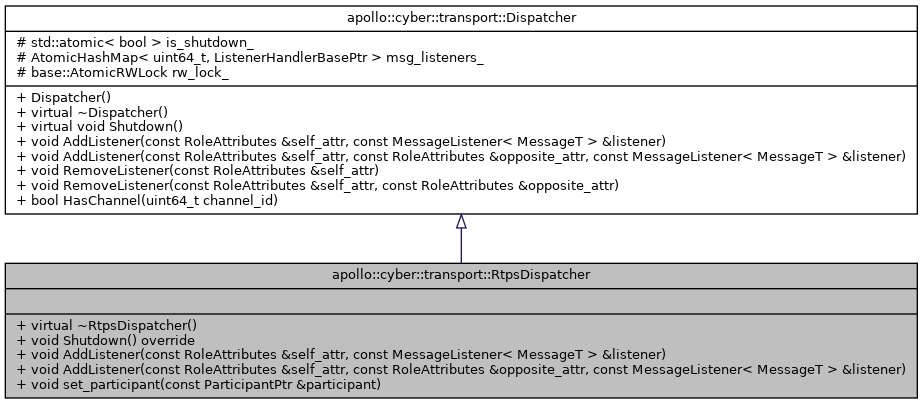 apollo::cyber::transport::Dispatcher
# std::atomic< bool > is_shutdown_
# AtomicHashMap< uint64_t, ListenerHandlerBasePtr > msg_listeners_
# base::AtomicRWLock rw_lock_
+ Dispatcher()
+ virtual ~Dispatcher()
+ virtual void Shutdown()
+ void AddListener(const RoleAttributes &self_attr, const MessageListener< MessageT > &listener)
+ void AddListener(const RoleAttributes &self_attr, const RoleAttributes &opposite_attr, const MessageListener< MessageT > &listener)
+ void RemoveListener(const RoleAttributes &self_attr)
+ void RemoveListener(const RoleAttributes &self_attr, const RoleAttributes &opposite_attr)
+ bool HasChannel(uint64_t channel_id)
apollo::cyber::transport::RtpsDispatcher
+ virtual ~RtpsDispatcher()
+ void Shutdown() override
+ void AddListener(const RoleAttributes &self_attr, const MessageListener< MessageT > &listener)
+ void AddListener(const RoleAttributes &self_attr, const RoleAttributes &opposite_attr, const MessageListener< MessageT > &listener)
+ void set_participant(const ParticipantPtr &participant)